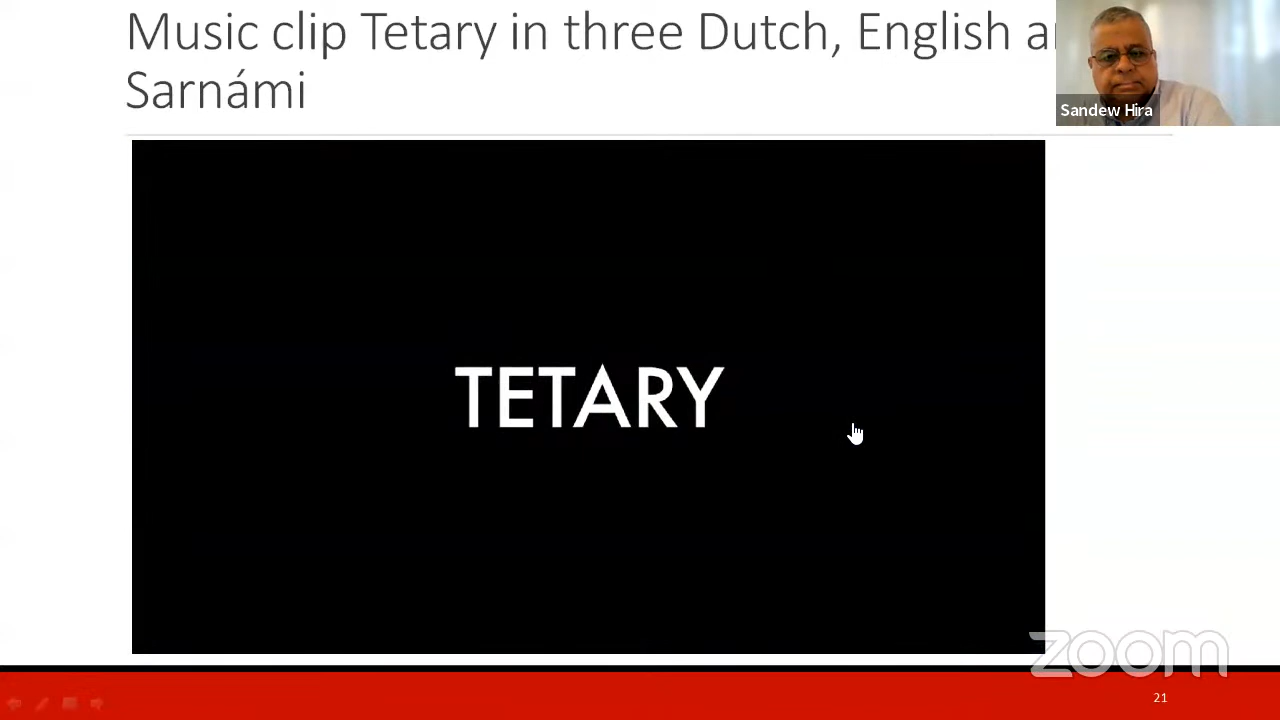 Music clip Tetary in three Dutch, English a
Sarnámi
Sandew Hira
TETARY
zoom
21